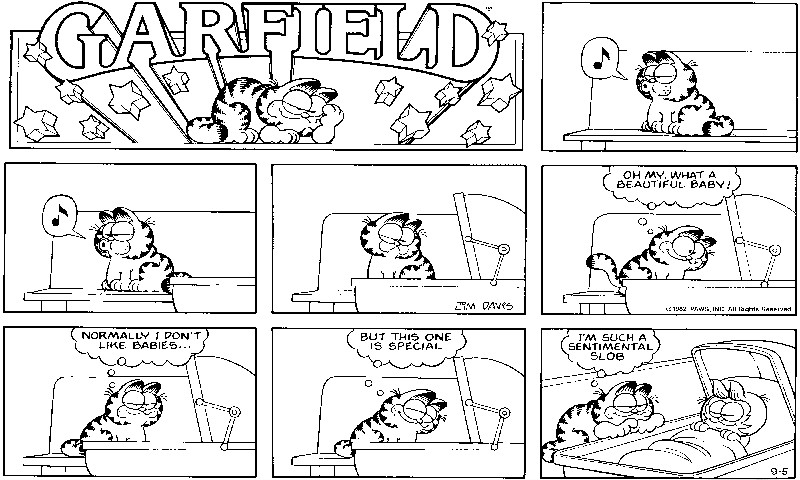 GARFIELD
JIM DAVIS
OH MY, WHAT A
BEAUTIFUL BABY!
©1982 PAWS, INC. All Rights Reserved
NORMALLY I DON'T
LIKE BABIES...
BUT THIS ONE
IS SPECIAL
I'M SUCH A
SENTIMENTAL
SLOB
9-5